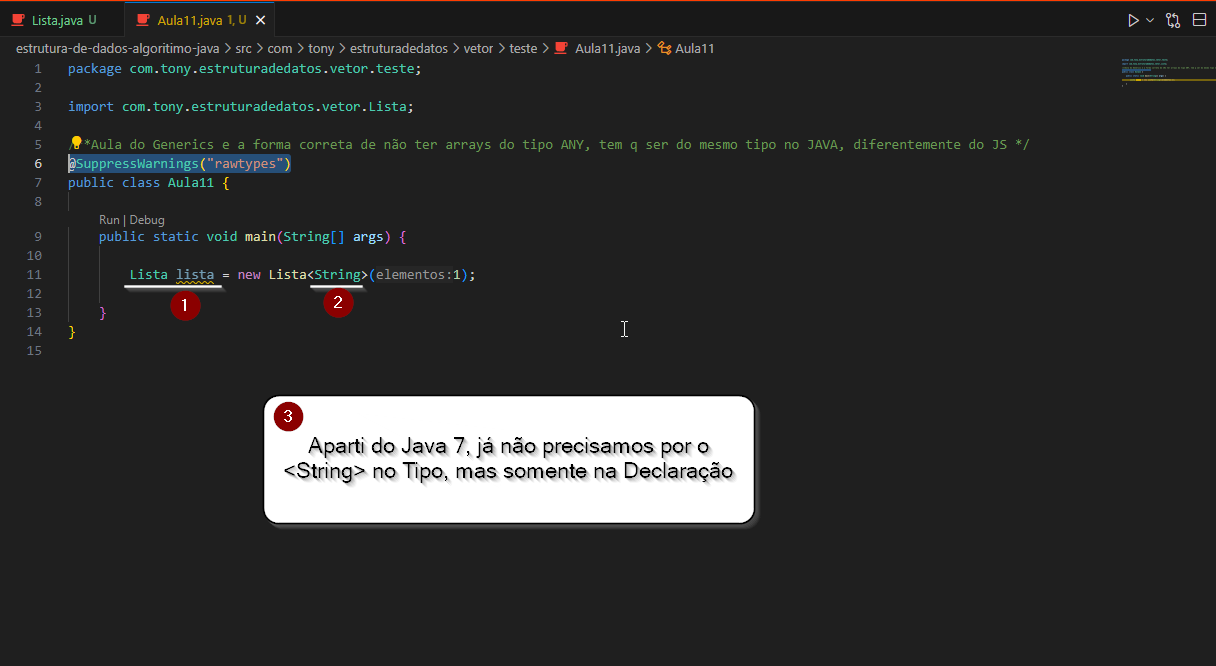 Lista.java U
Aula11.java 1, U
estrutura-de-dados-algoritimo-java > src > com > tony > estruturadedatos > vetor > teste > Aula11.java > Aula11
1 package com.tony.estruturadedatos.vetor.teste;
2
3 import com.tony.estruturadedatos.vetor.Lista;
4
5 /**Aula do Generics e a forma correta de não ter arrays do tipo ANY, tem q ser do mesmo tipo no JAVA, diferentemente do JS */
6 @SuppressWarnings("rawtypes")
7 public class Aula11 {
8
Run | Debug
9 public static void main(String[] args) {
10
11 Lista lista = new Lista<String>(elementos:1);
12
1
2
13 }
14 }
15
3
Aparti do Java 7, já não precisamos por o
<String> no Tipo, mas somente na Declaração